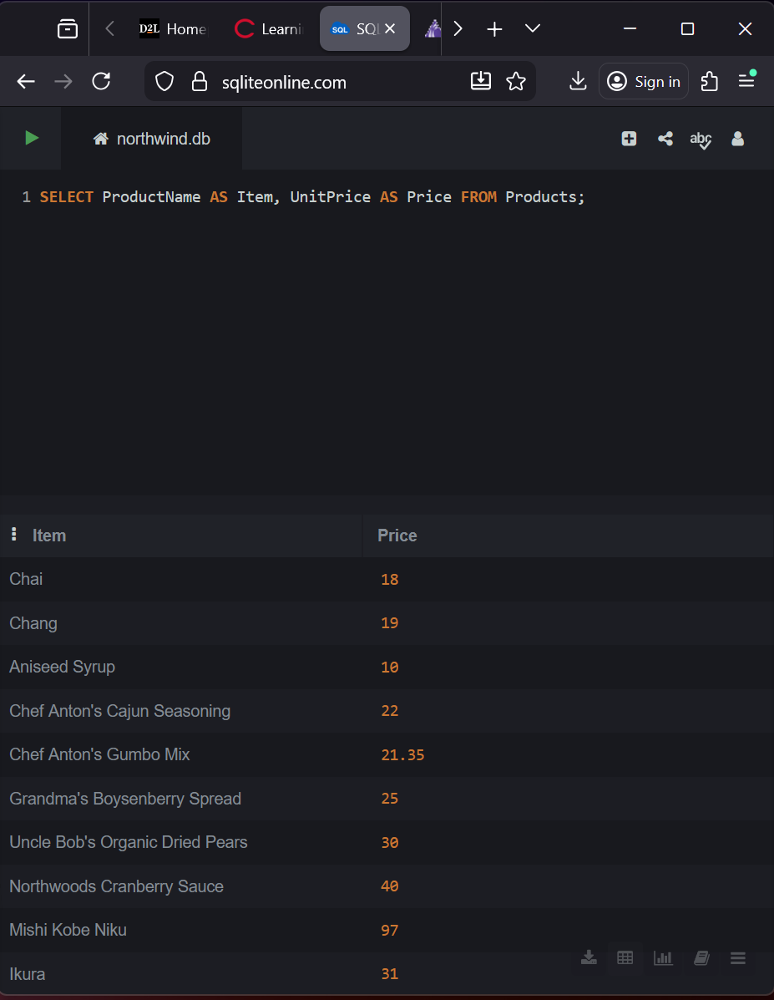 D2L Home Learni SQL SQL
sqliteonline.com Sign in
northwind.db abc
1 SELECT ProductName AS Item, UnitPrice AS Price FROM Products;
Item Price
Chai 18
Chang 19
Aniseed Syrup 10
Chef Anton's Cajun Seasoning 22
Chef Anton's Gumbo Mix 21.35
Grandma's Boysenberry Spread 25
Uncle Bob's Organic Dried Pears 30
Northwoods Cranberry Sauce 40
Mishi Kobe Niku 97
Ikura 31